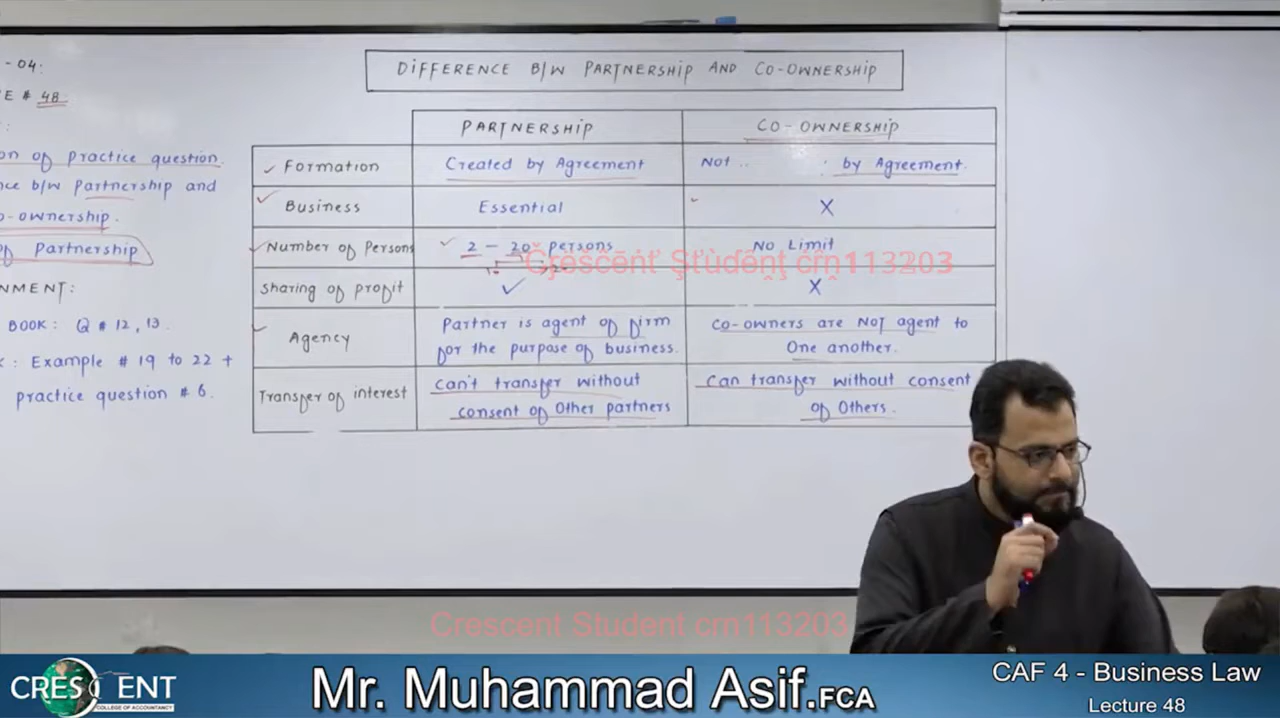 DIFFERENCE B/W PARTNERSHIP AND CO-OWNERSHIP
- 04:
E # 48
on of practice question.
ce b/w Partnership and
o-ownership.
of Partnership
NMENT:
BOOK: Q # 12, 13.
: Example # 19 to 22 +
practice question # 6.
PARTNERSHIP CO-OWNERSHIP
Formation Created by Agreement Not .. by Agreement.
Business Essential X
Number of Persons 2 - 20 Persons No Limit
Crescent Student crn113203
Sharing of profit ✓ X
Agency Partner is agent of firm for the purpose of business. Co-owners are NOT agent to One another.
Transfer of interest can't transfer without consent of Other partners can transfer without consent of Others.
Crescent Student crn113203
CRESCENT
COLLEGE OF ACCOUNTANCY
Mr. Muhammad Asif.FCA
CAF 4 - Business Law
Lecture 48